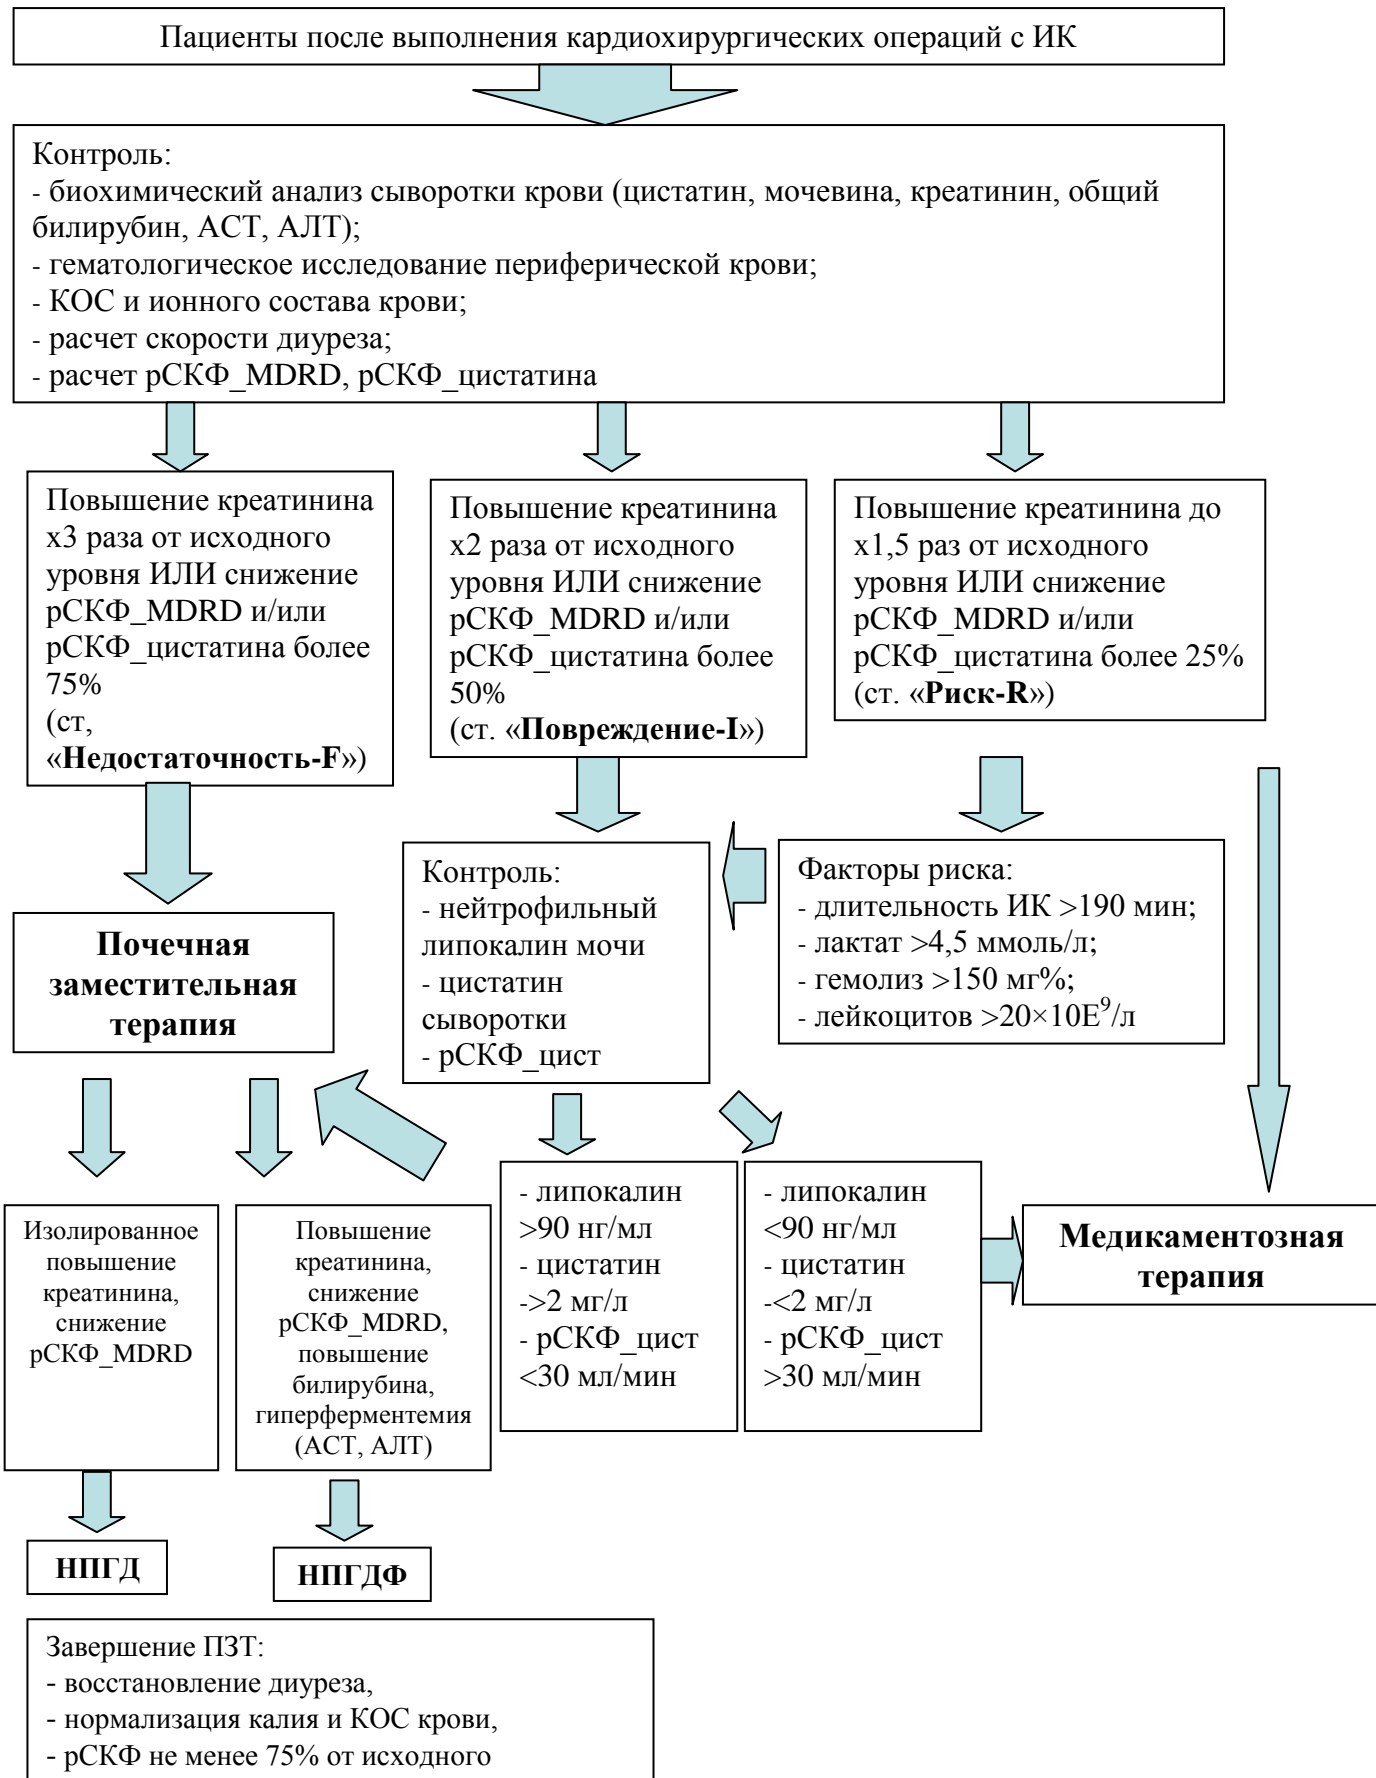 Пациенты после выполнения кардиохирургических операций с ИК
Контроль:
- биохимический анализ сыворотки крови (цистатин, мочевина, креатинин, общий
билирубин, АСТ, АЛТ);
- гематологическое исследование периферической крови;
- КОС и ионного состава крови;
- расчет скорости диуреза;
- расчет рСКФ_MDRD, рСКФ_цистатина
Повышение креатинина
х3 раза от исходного
уровня ИЛИ снижение
рСКФ_MDRD и/или
рСКФ_цистатина более
75%
(ст,
«Недостаточность-F»)
Повышение креатинина
х2 раза от исходного
уровня ИЛИ снижение
рСКФ_MDRD и/или
рСКФ_цистатина более
50%
(ст. «Повреждение-I»)
Повышение креатинина до
х1,5 раз от исходного
уровня ИЛИ снижение
рСКФ_MDRD и/или
рСКФ_цистатина более 25%
(ст. «Риск-R»)
Почечная
заместительная
терапия
Контроль:
- нейтрофильный
липокалин мочи
- цистатин
сыворотки
- рСКФ_цист
Факторы риска:
- длительность ИК >190 мин;
- лактат >4,5 ммоль/л;
- гемолиз >150 мг%;
- лейкоцитов >20×10E⁹/л
Изолированное
повышение
креатинина,
снижение
рСКФ_MDRD
Повышение
креатинина,
снижение
рСКФ_MDRD,
повышение
билирубина,
гиперферментемия
(АСТ, АЛТ)
- липокалин
>90 нг/мл
- цистатин
->2 мг/л
- рСКФ_цист
<30 мл/мин
- липокалин
<90 нг/мл
- цистатин
-<2 мг/л
- рСКФ_цист
>30 мл/мин
Медикаментозная
терапия
НПГД
НПГДФ
Завершение ПЗТ:
- восстановление диуреза,
- нормализация калия и КОС крови,
- рСКФ не менее 75% от исходного